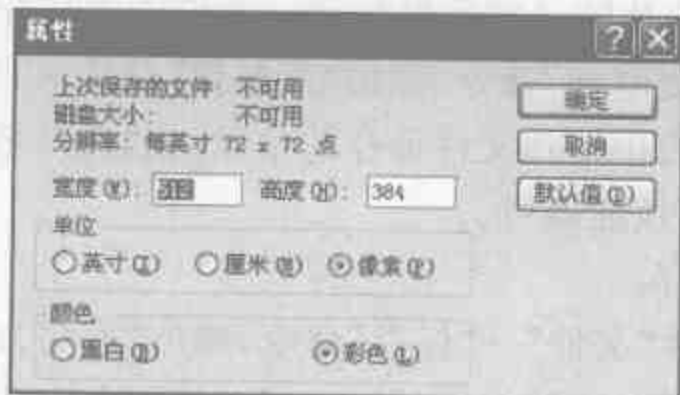 属性
上次保存的文件: 不可用
磁盘大小: 不可用
分辨率: 每英寸 72 x 72 点
宽度(W): 高度(H): 384
单位
英寸(I) 厘米(M) 像素(P)
颜色
黑白(B) 彩色(L)
确定
取消
默认值(D)